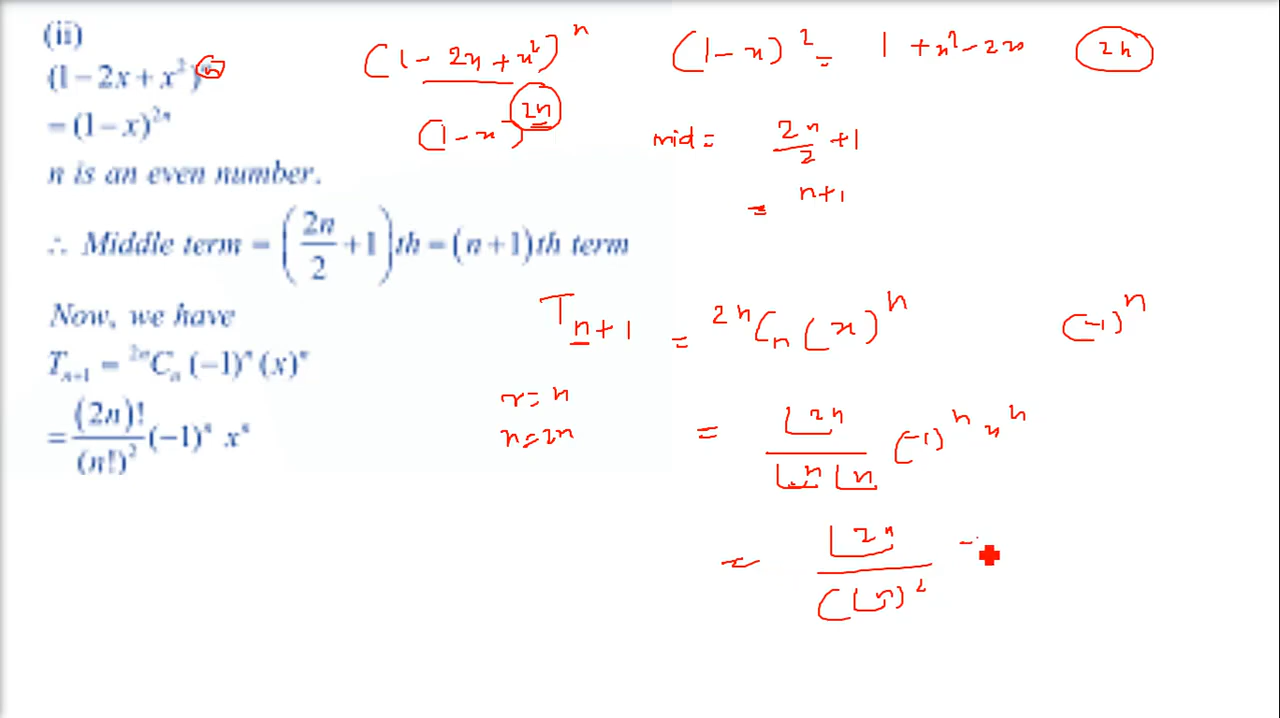 (ii)
(1 − 2x + x²)ⁿ
= (1 − x)²ⁿ
n is an even number.
∴ Middle term = (2n/2 + 1)th = (n + 1)th term
Now, we have
Tₙ₊₁ = ²ⁿCₙ (−1)ⁿ (x)ⁿ
= (2n)!/(n!)² (−1)ⁿ xⁿ
(1 − 2x + x²)ⁿ
(1 − x)²ⁿ
(1 − x)² = 1 + x² − 2x
2n
mid = 2n/2 + 1
= n+1
Tₙ₊₁ = ²ⁿCₙ (x)ⁿ (−1)ⁿ
r = n
n = 2n
= |2n / |n |n (−1)ⁿ xⁿ
= |2n / (|n)² −